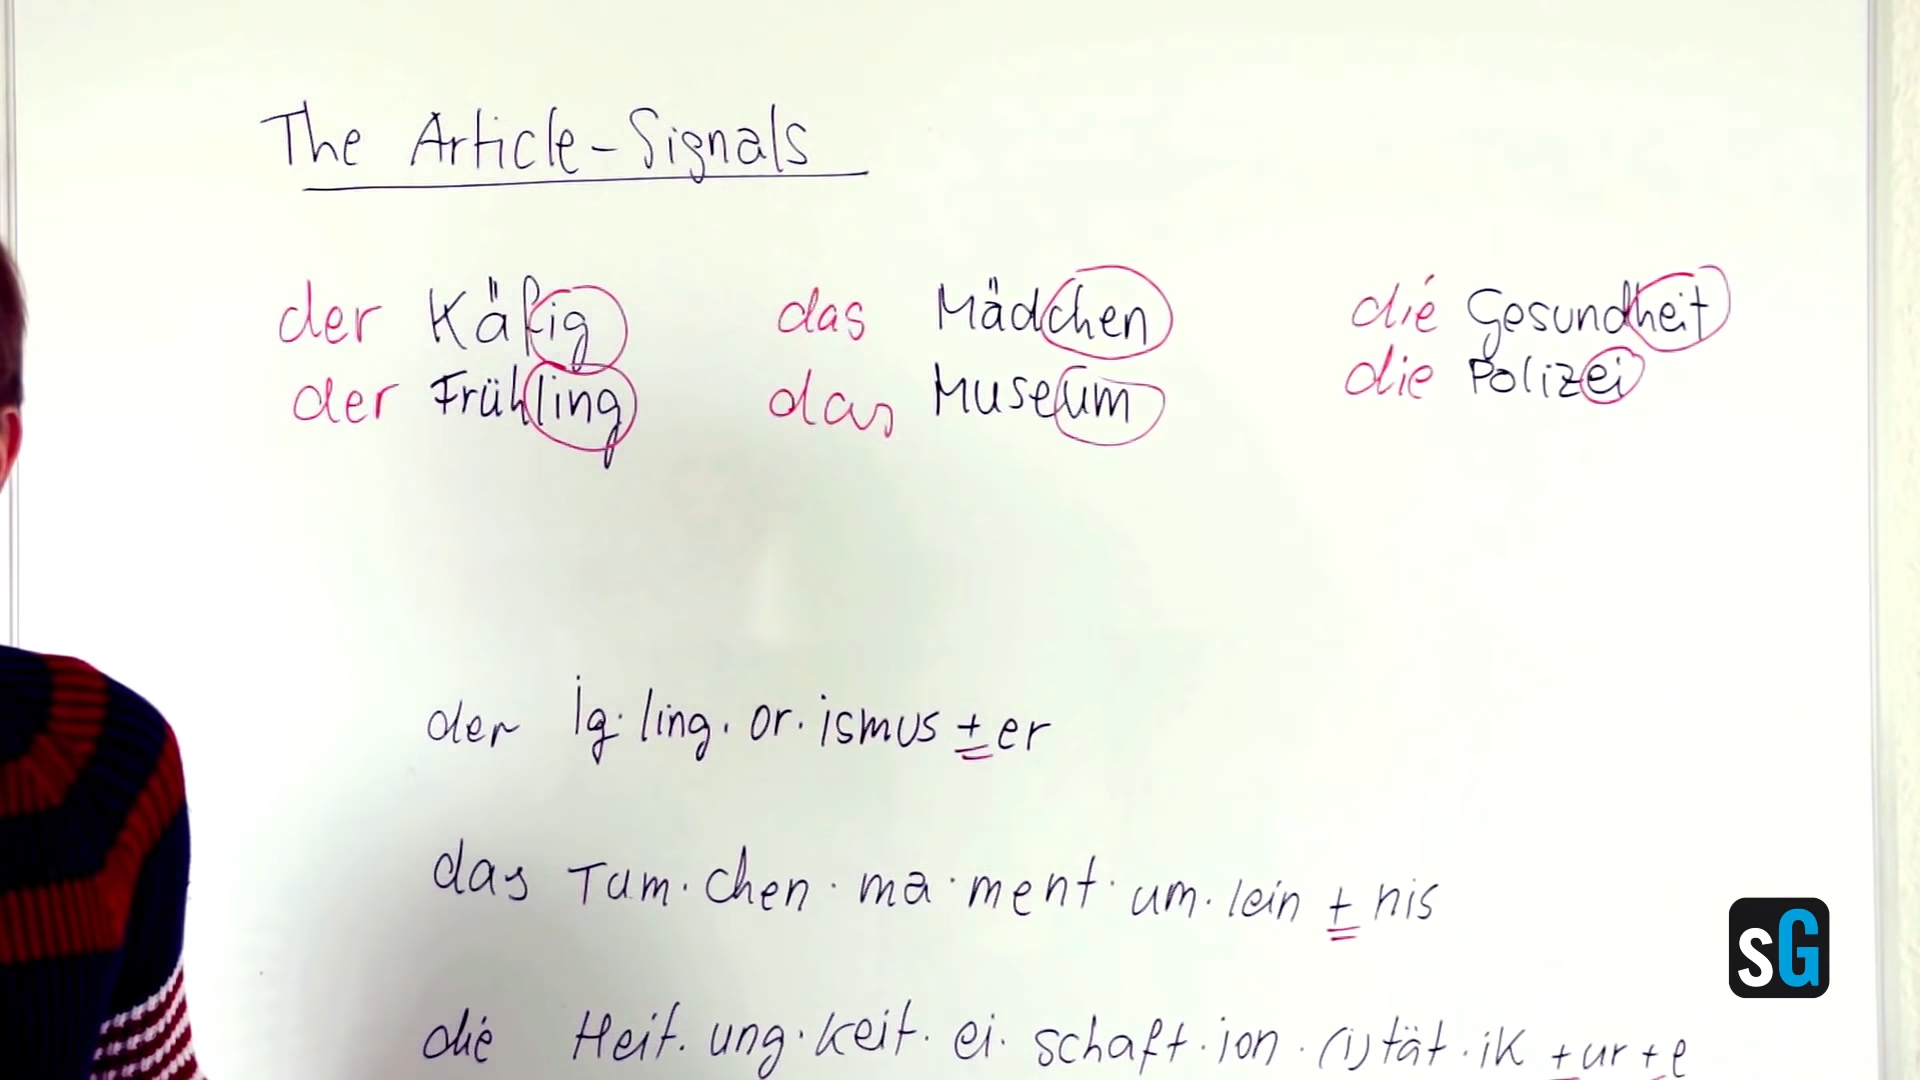 The Article-Signals
der Käfig das Mädchen die Gesundheit
der Frühling das Museum die Polizei
der ig · ling · or · ismus + er
das Tum · chen · ma · ment · um · lein + nis
die Heit · ung · keit · ei · schaft · ion · (i)tät · ik + ur + e
sG